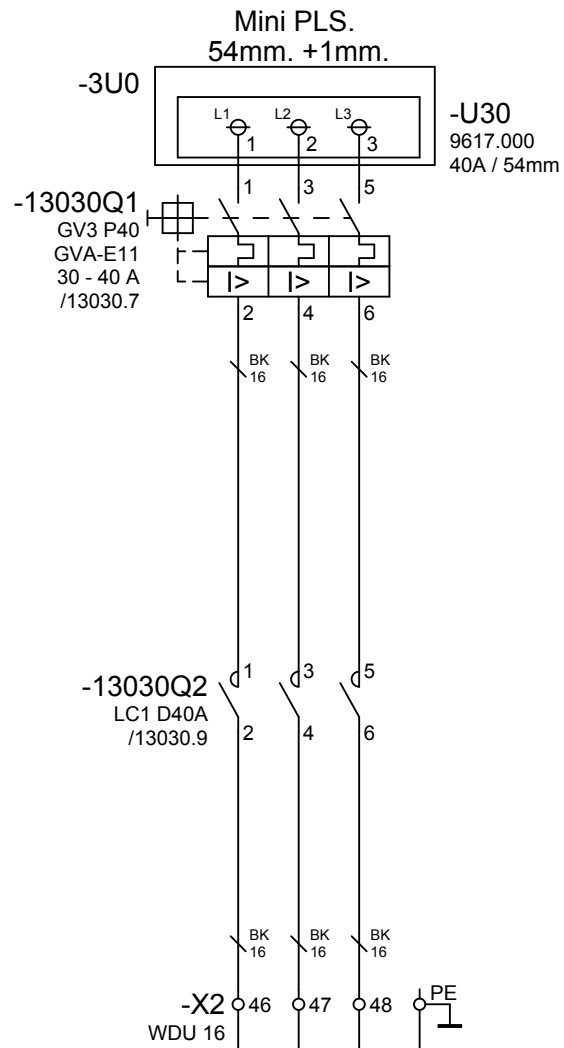 Mini PLS.
54mm. +1mm.
-3U0
L1 L2 L3
1 2 3
-U30
9617.000
40A / 54mm
-13030Q1
GV3 P40
GVA-E11
30 - 40 A
/13030.7
1 3 5
I> I> I>
2 4 6
BK BK BK
16 16 16
-13030Q2
LC1 D40A
/13030.9
1 3 5
2 4 6
BK BK BK
16 16 16
-X2 46 47 48 PE
WDU 16